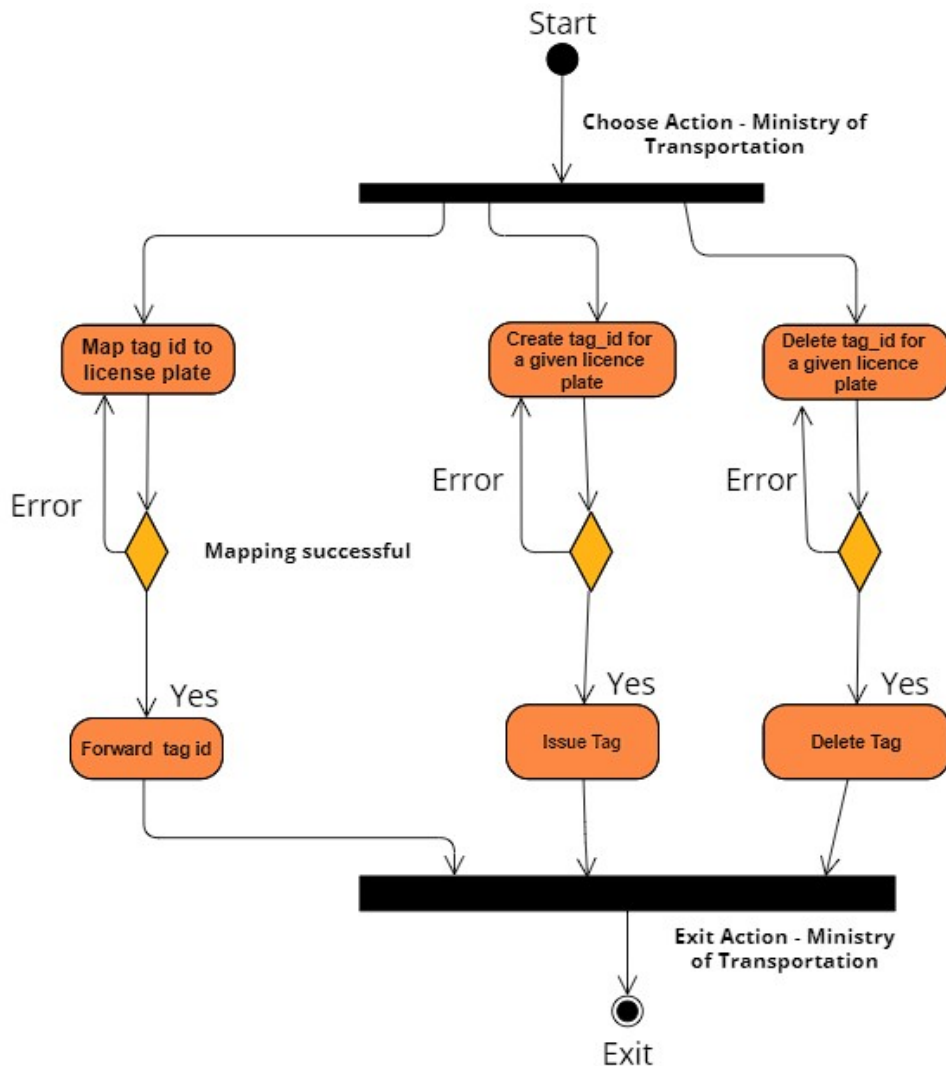 Start
Choose Action - Ministry of
Transportation
Map tag id to
license plate
Create tag_id for
a given licence
plate
Delete tag_id for
a given licence
plate
Error
Error
Error
Mapping successful
Yes
Yes
Yes
Forward tag id
Issue Tag
Delete Tag
Exit Action - Ministry
of Transportation
Exit